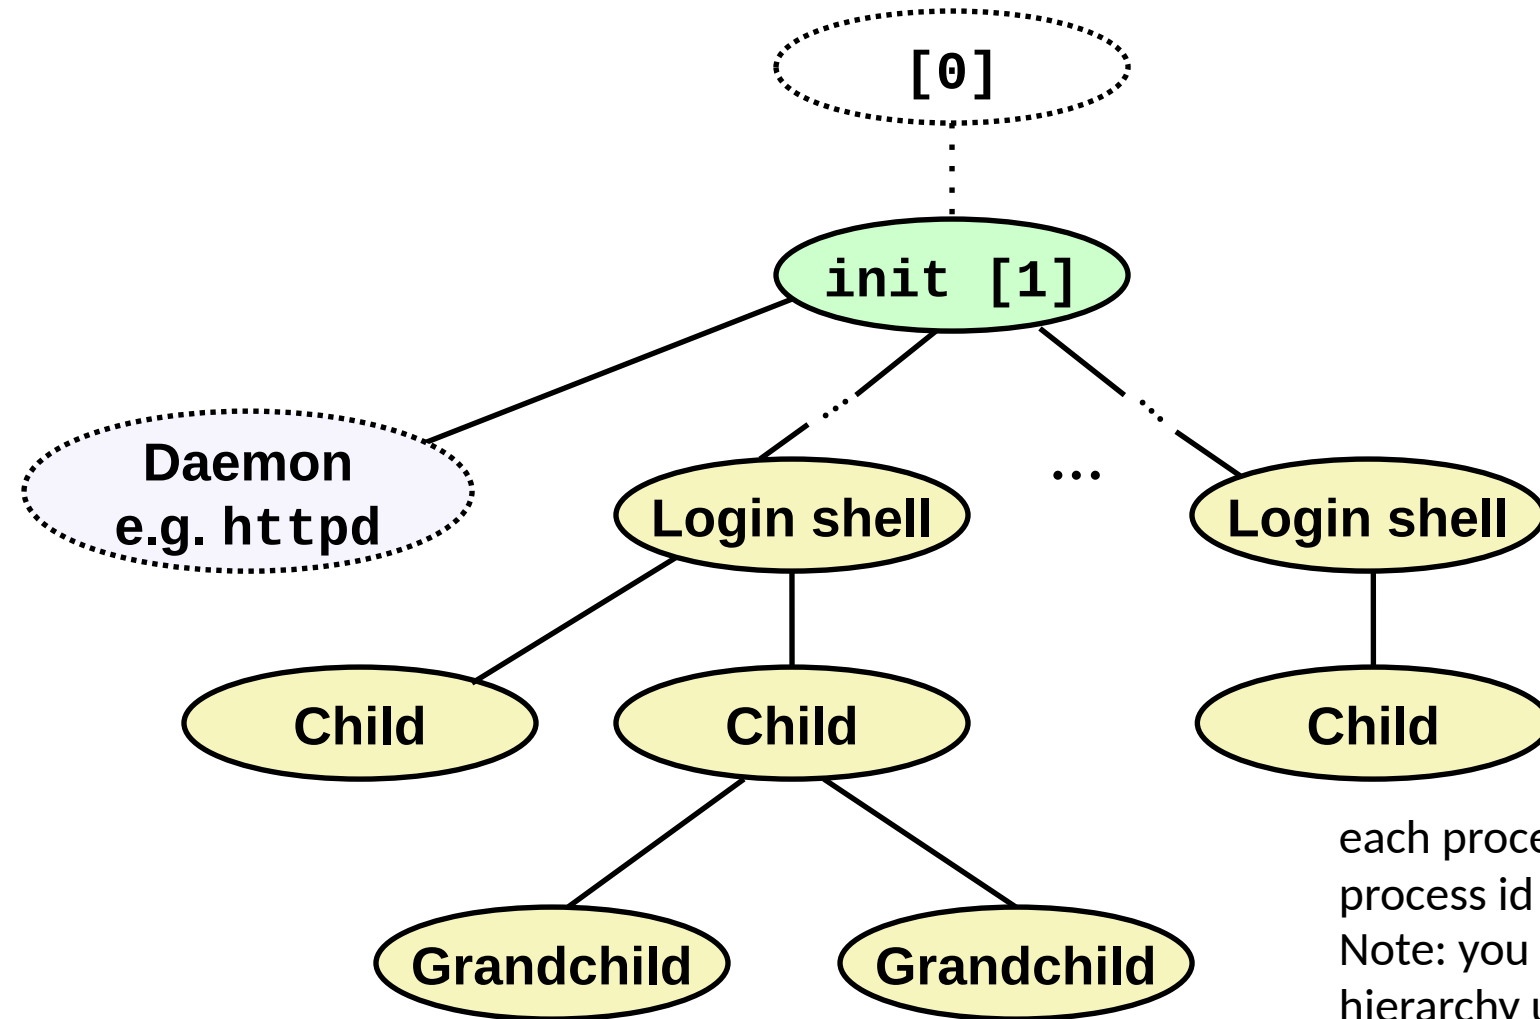 [0]
init [1]
Daemon
e.g. httpd
Login shell
...
Login shell
Child
Child
Child
each
process id
Note: you
hierarchy
Grandchild
Grandchild